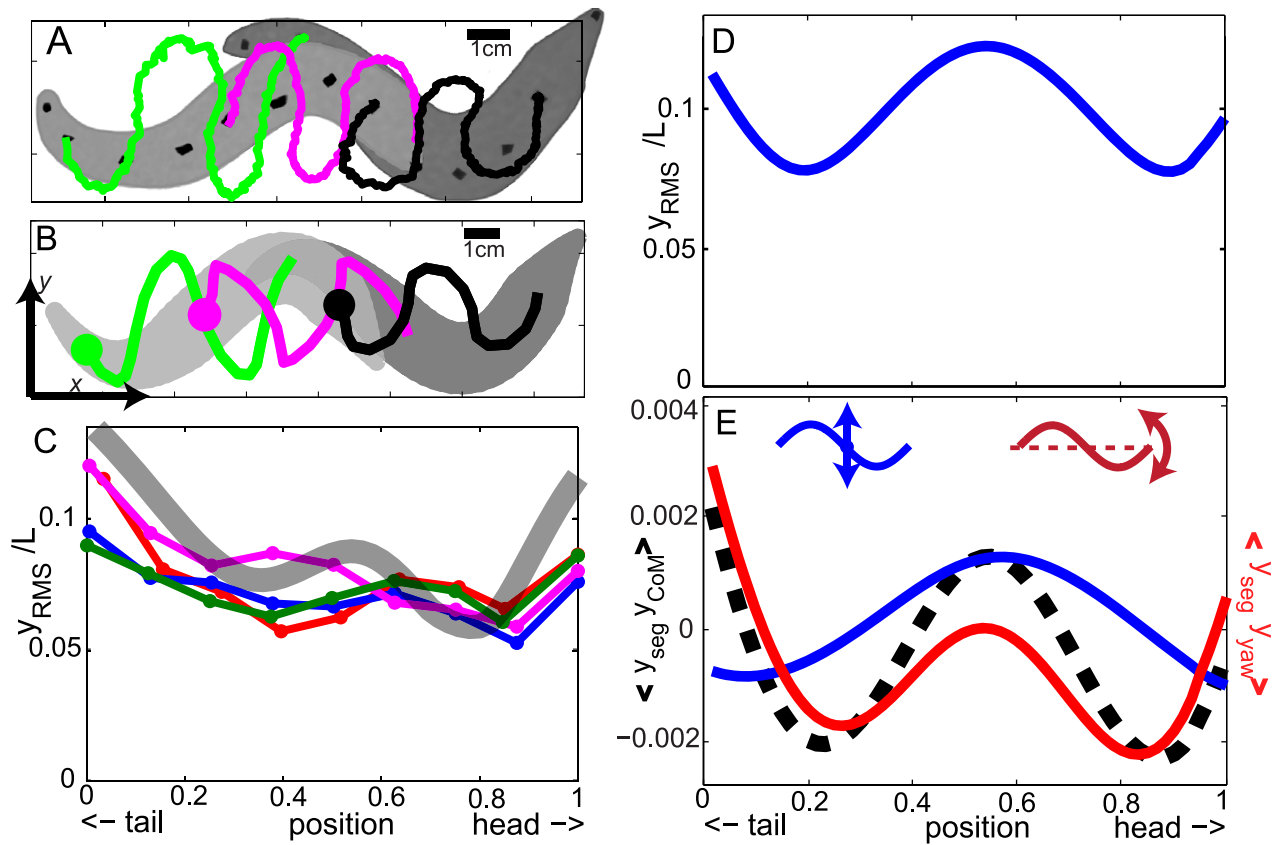 A
1cm
B
1cm
y
x
C
y_RMS /L
0.1
0.05
0
0 0.2 0.4 0.6 0.8 1
<− tail position head −>
D
y_RMS /L
0.1
0.05
0
E
0.004
0.002
0
−0.002
< y_seg y_CoM >
< y_seg y_yaw >
0 0.2 0.4 0.6 0.8 1
<− tail position head −>